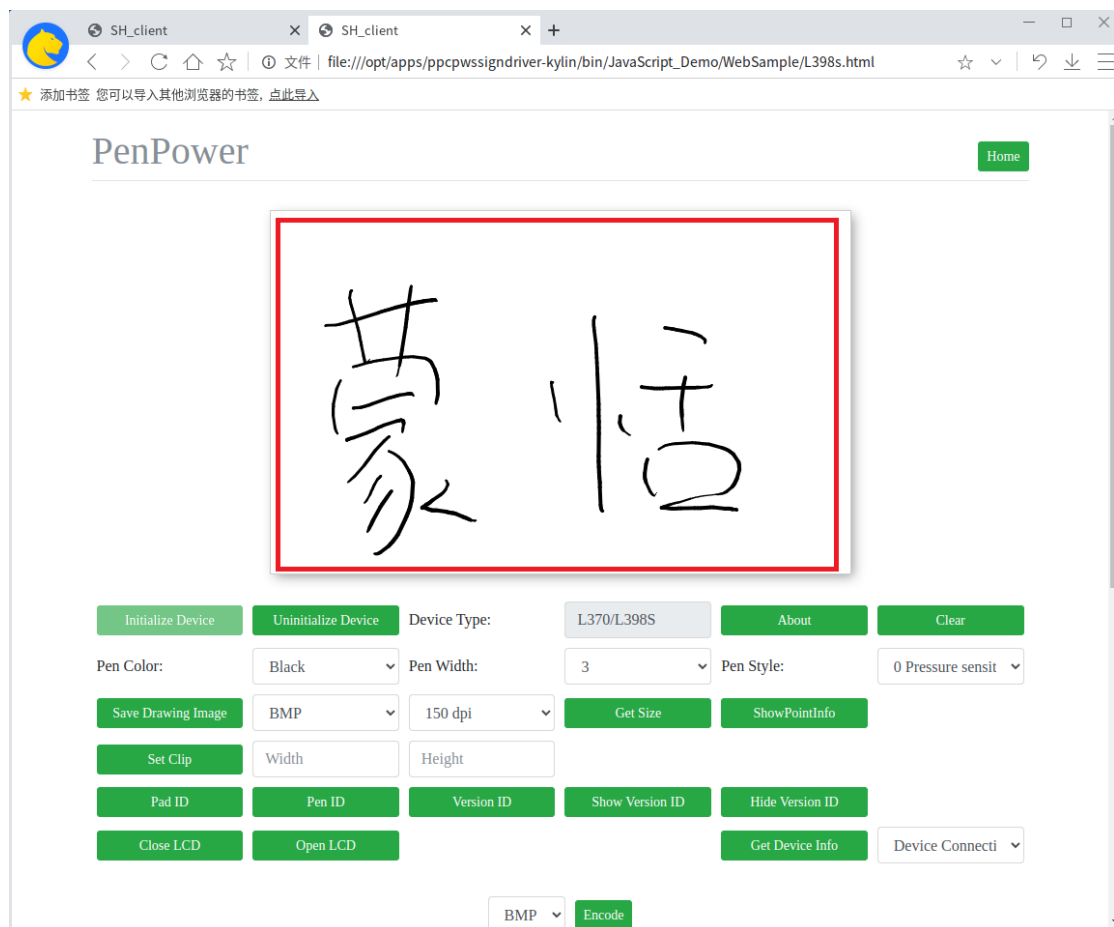 SH_client SH_client
文件 file:///opt/apps/ppcpwssigndriver-kylin/bin/JavaScript_Demo/WebSample/L398s.html
添加书签 您可以导入其他浏览器的书签, 点此导入
PenPower
Home
蒙恬
Initialize Device Uninitialize Device Device Type: L370/L398S About Clear
Pen Color: Black Pen Width: 3 Pen Style: 0 Pressure sensit
Save Drawing Image BMP 150 dpi Get Size ShowPointInfo
Set Clip Width Height
Pad ID Pen ID Version ID Show Version ID Hide Version ID
Close LCD Open LCD Get Device Info Device Connecti
BMP Encode